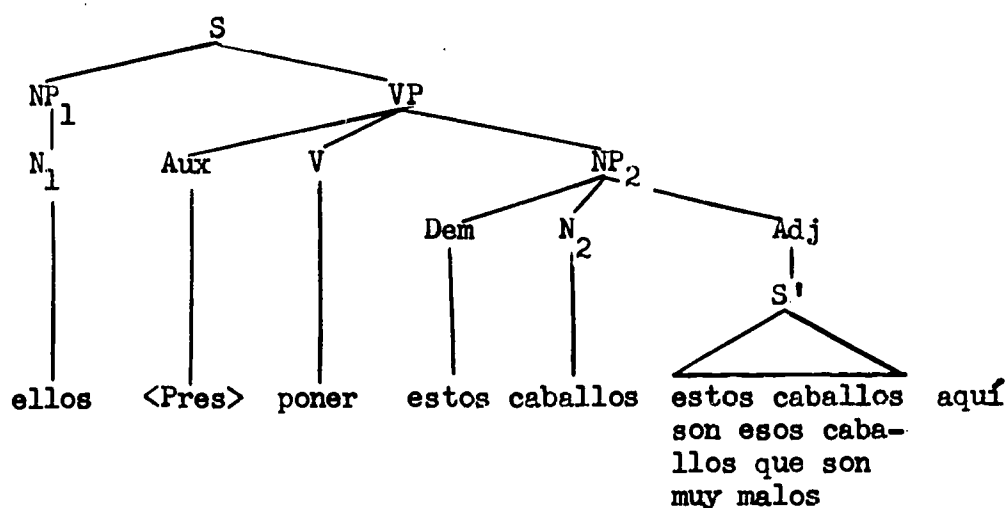 S
NP1 VP
N1 Aux V NP2
Dem N2 Adj
S'
ellos <Pres> poner estos caballos estos caballos aquí
son esos caba-
llos que son
muy malos